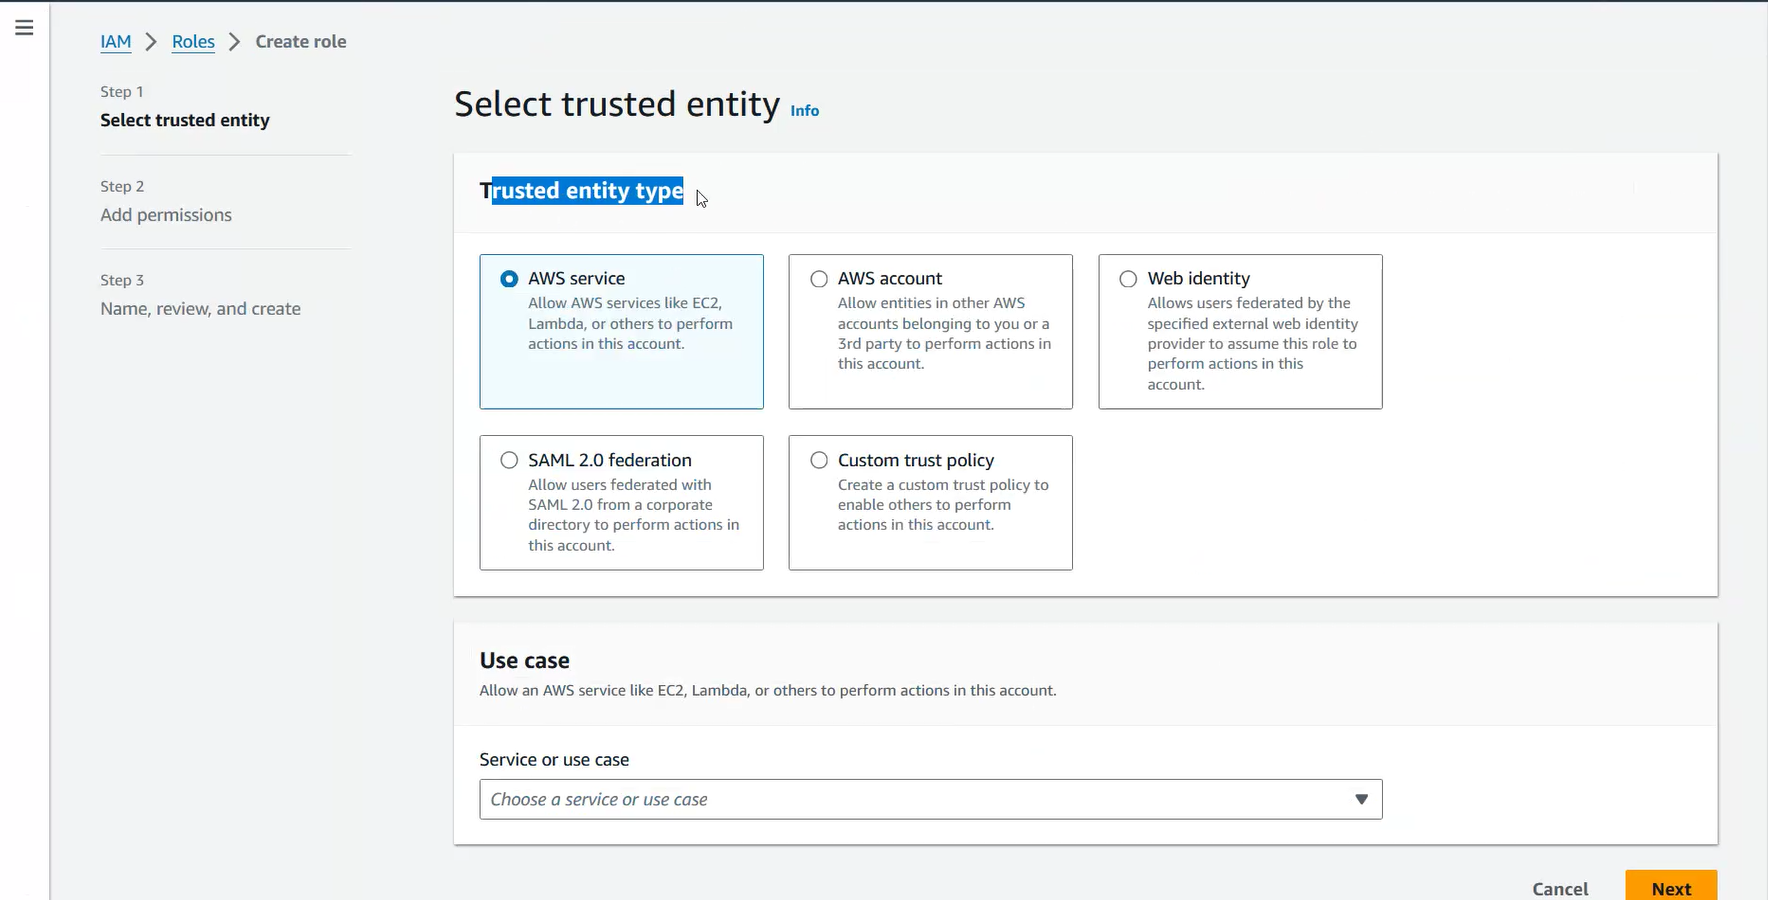 IAM > Roles > Create role
Step 1
Select trusted entity
Step 2
Add permissions
Step 3
Name, review, and create
Select trusted entity Info
Trusted entity type
AWS service
Allow AWS services like EC2,
Lambda, or others to perform
actions in this account.
AWS account
Allow entities in other AWS
accounts belonging to you or a
3rd party to perform actions in
this account.
Web identity
Allows users federated by the
specified external web identity
provider to assume this role to
perform actions in this
account.
SAML 2.0 federation
Allow users federated with
SAML 2.0 from a corporate
directory to perform actions in
this account.
Custom trust policy
Create a custom trust policy to
enable others to perform
actions in this account.
Use case
Allow an AWS service like EC2, Lambda, or others to perform actions in this account.
Service or use case
Choose a service or use case
Cancel Next